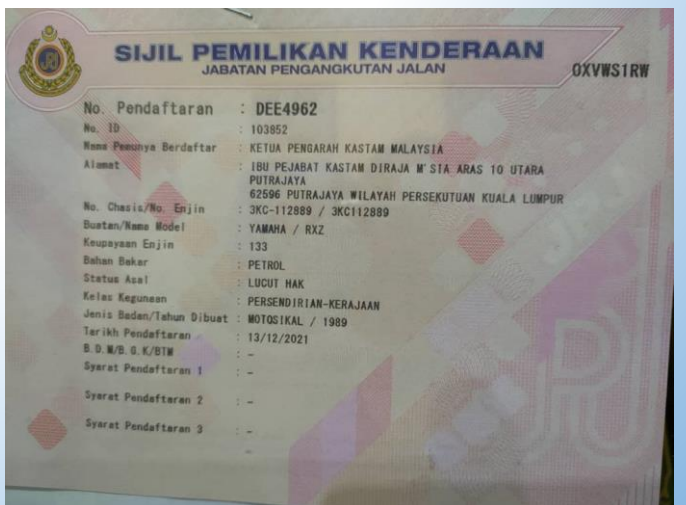 SIJIL PEMILIKAN KENDERAAN
JABATAN PENGANGKUTAN JALAN
OXVWS1RW
No. Pendaftaran : DEE4962
No. ID : 103852
Nama Pemunya Berdaftar : KETUA PENGARAH KASTAM MALAYSIA
Alamat : IBU PEJABAT KASTAM DIRAJA M'SIA ARAS 10 UTARA
PUTRAJAYA
62596 PUTRAJAYA WILAYAH PERSEKUTUAN KUALA LUMPUR
No. Chasis/No. Enjin : 3KC-112889 / 3KC112889
Buatan/Nama Model : YAMAHA / RXZ
Keupayaan Enjin : 133
Bahan Bakar : PETROL
Status Asal : LUCUT HAK
Kelas Kegunaan : PERSENDIRIAN-KERAJAAN
Jenis Badan/Tahun Dibuat : MOTOSIKAL / 1989
Tarikh Pendaftaran : 13/12/2021
B.D.M/B.G.K/BTM : -
Syarat Pendaftaran 1 : -
Syarat Pendaftaran 2 : -
Syarat Pendaftaran 3 : -